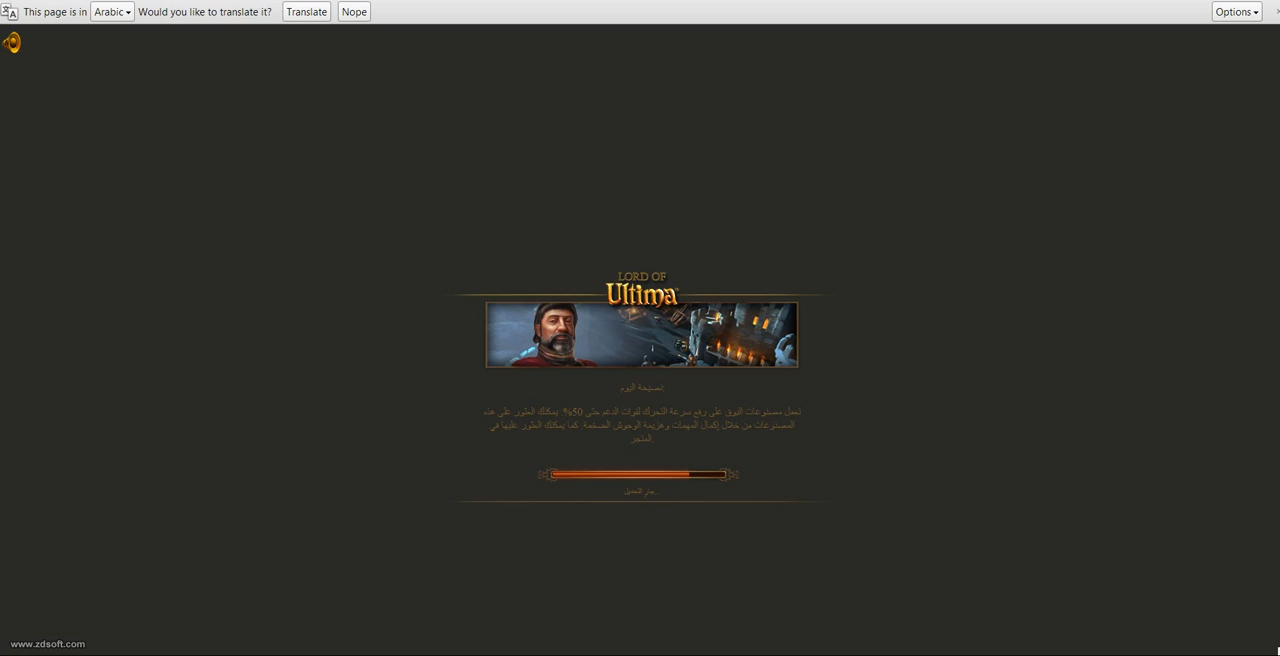 This page is in Arabic Would you like to translate it? Translate Nope Options
LORD OF
Ultima
نصيحة اليوم:
تعمل مصنوعات البوق على رفع سرعة التحرك لقوات الدعم حتى 50%. يمكنك العثور على هذه
المصنوعات من خلال إكمال المهمات وهزيمة الوحوش الضخمة. كما يمكنك العثور عليها في
المتجر.
جارٍ التحميل...
www.zdsoft.com